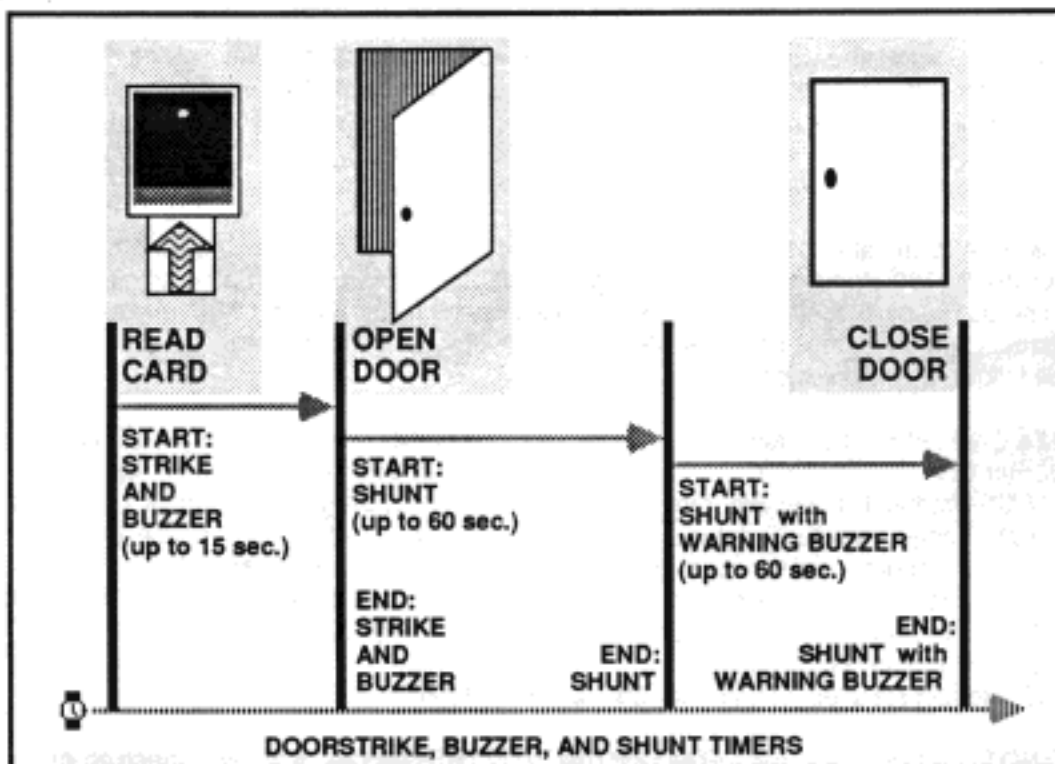 READ
CARD
OPEN
DOOR
CLOSE
DOOR
START:
STRIKE
AND
BUZZER
(up to 15 sec.)
START:
SHUNT
(up to 60 sec.)
START:
SHUNT with
WARNING BUZZER
(up to 60 sec.)
END:
STRIKE
AND
BUZZER
END:
SHUNT
END:
SHUNT with
WARNING BUZZER
DOORSTRIKE, BUZZER, AND SHUNT TIMERS